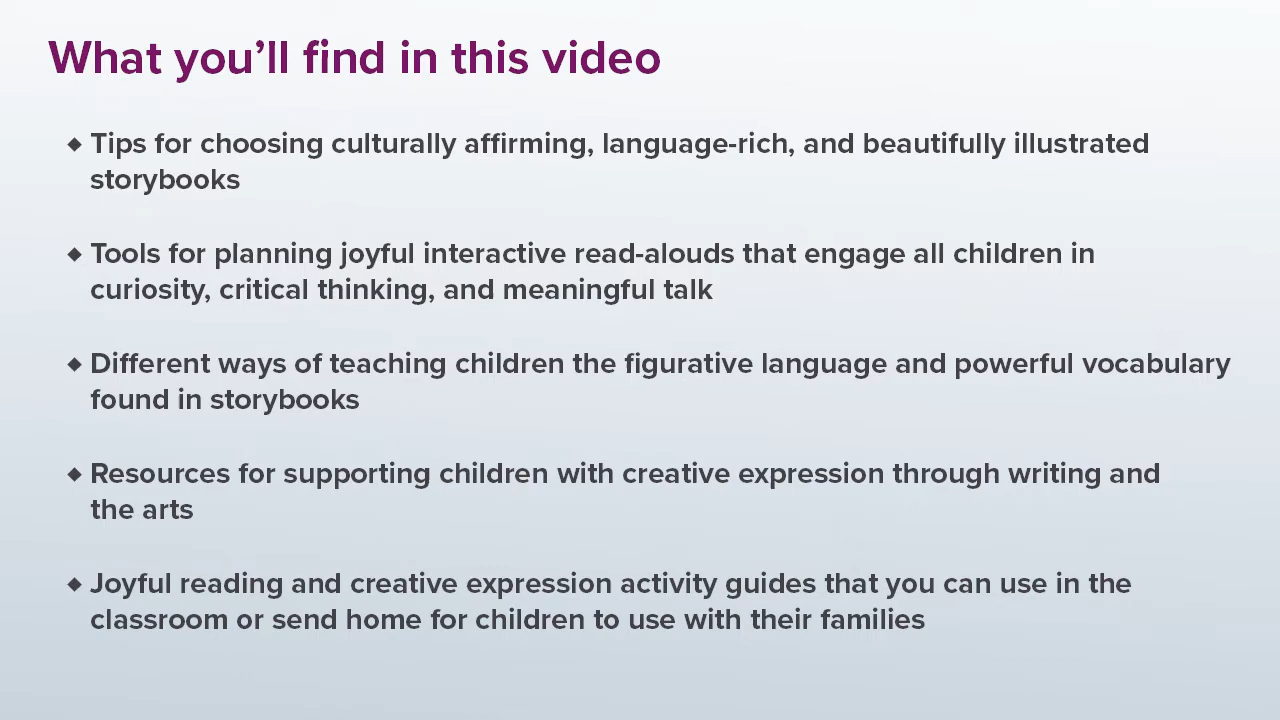 What you’ll find in this video
◆ Tips for choosing culturally affirming, language-rich, and beautifully illustrated
storybooks
◆ Tools for planning joyful interactive read-alouds that engage all children in
curiosity, critical thinking, and meaningful talk
◆ Different ways of teaching children the figurative language and powerful vocabulary
found in storybooks
◆ Resources for supporting children with creative expression through writing and
the arts
◆ Joyful reading and creative expression activity guides that you can use in the
classroom or send home for children to use with their families